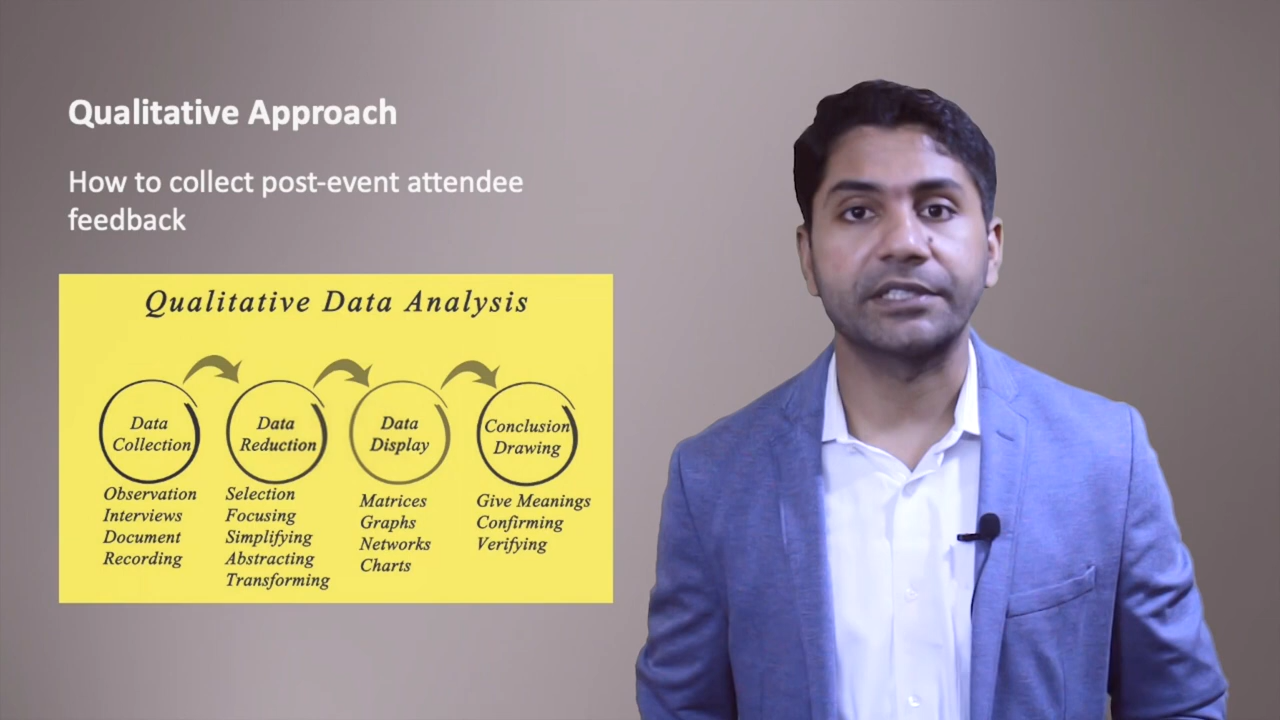 Qualitative Approach
How to collect post-event attendee
feedback
Qualitative Data Analysis
Data
Collection
Observation
Interviews
Document
Recording
Data
Reduction
Selection
Focusing
Simplifying
Abstracting
Transforming
Data
Display
Matrices
Graphs
Networks
Charts
Conclusion
Drawing
Give Meanings
Confirming
Verifying